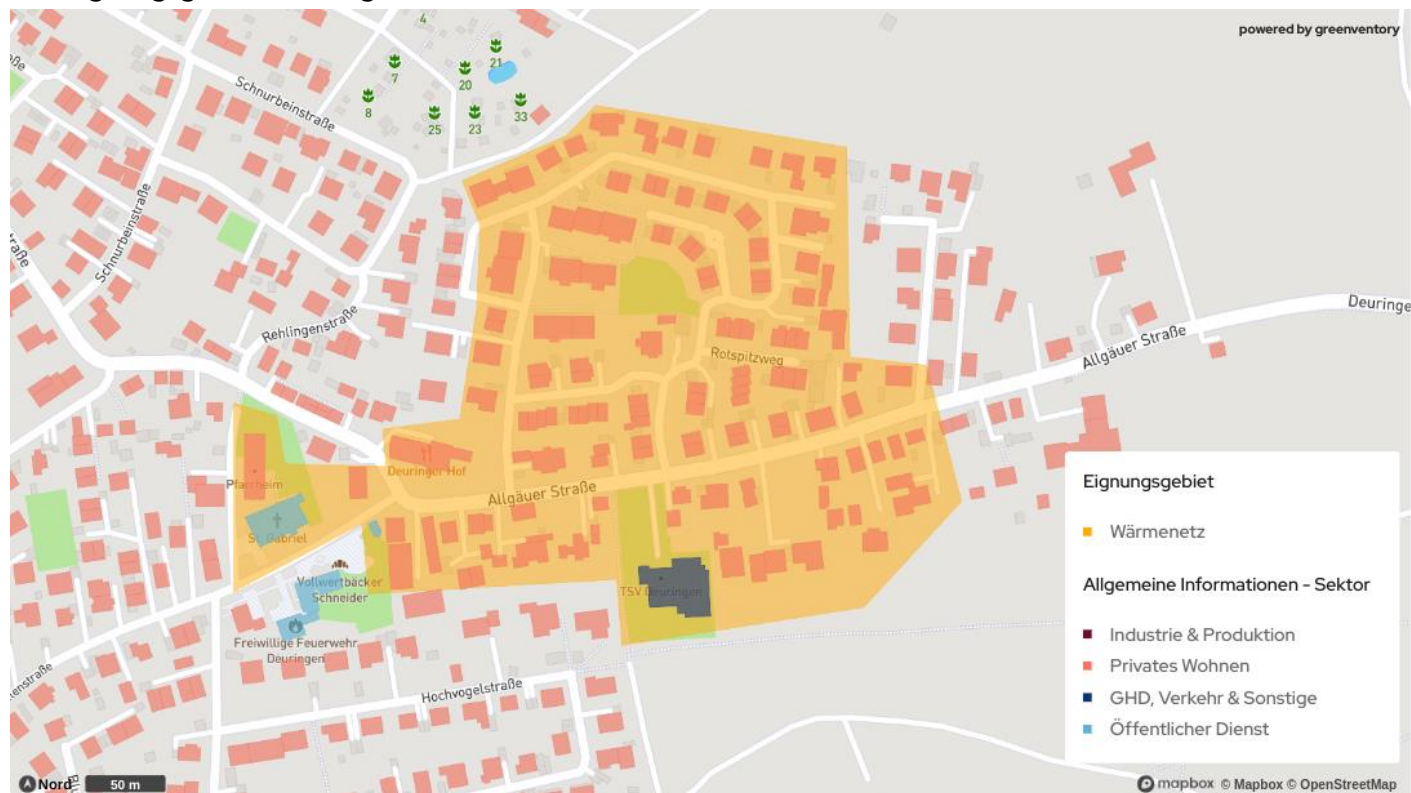 powered by greenventory
4
21
7
20
8
33
25
23
Schnurbeinstraße
Schnurbeinstraße
raße
Rehlingenstraße
Deuringe
Allgäuer Straße
Rotspitzweg
Deuringer Hof
Pfarrheim
Allgäuer Straße
St. Gabriel
Vollwertbäcker
Schneider
TSV Deuringen
Freiwillige Feuerwehr
Deuringen
lenstraße
Hochvogelstraße
Eignungsgebiet
Wärmenetz
Allgemeine Informationen - Sektor
Industrie & Produktion
Privates Wohnen
GHD, Verkehr & Sonstige
Öffentlicher Dienst
Nord
50 m
mapbox © Mapbox © OpenStreetMap